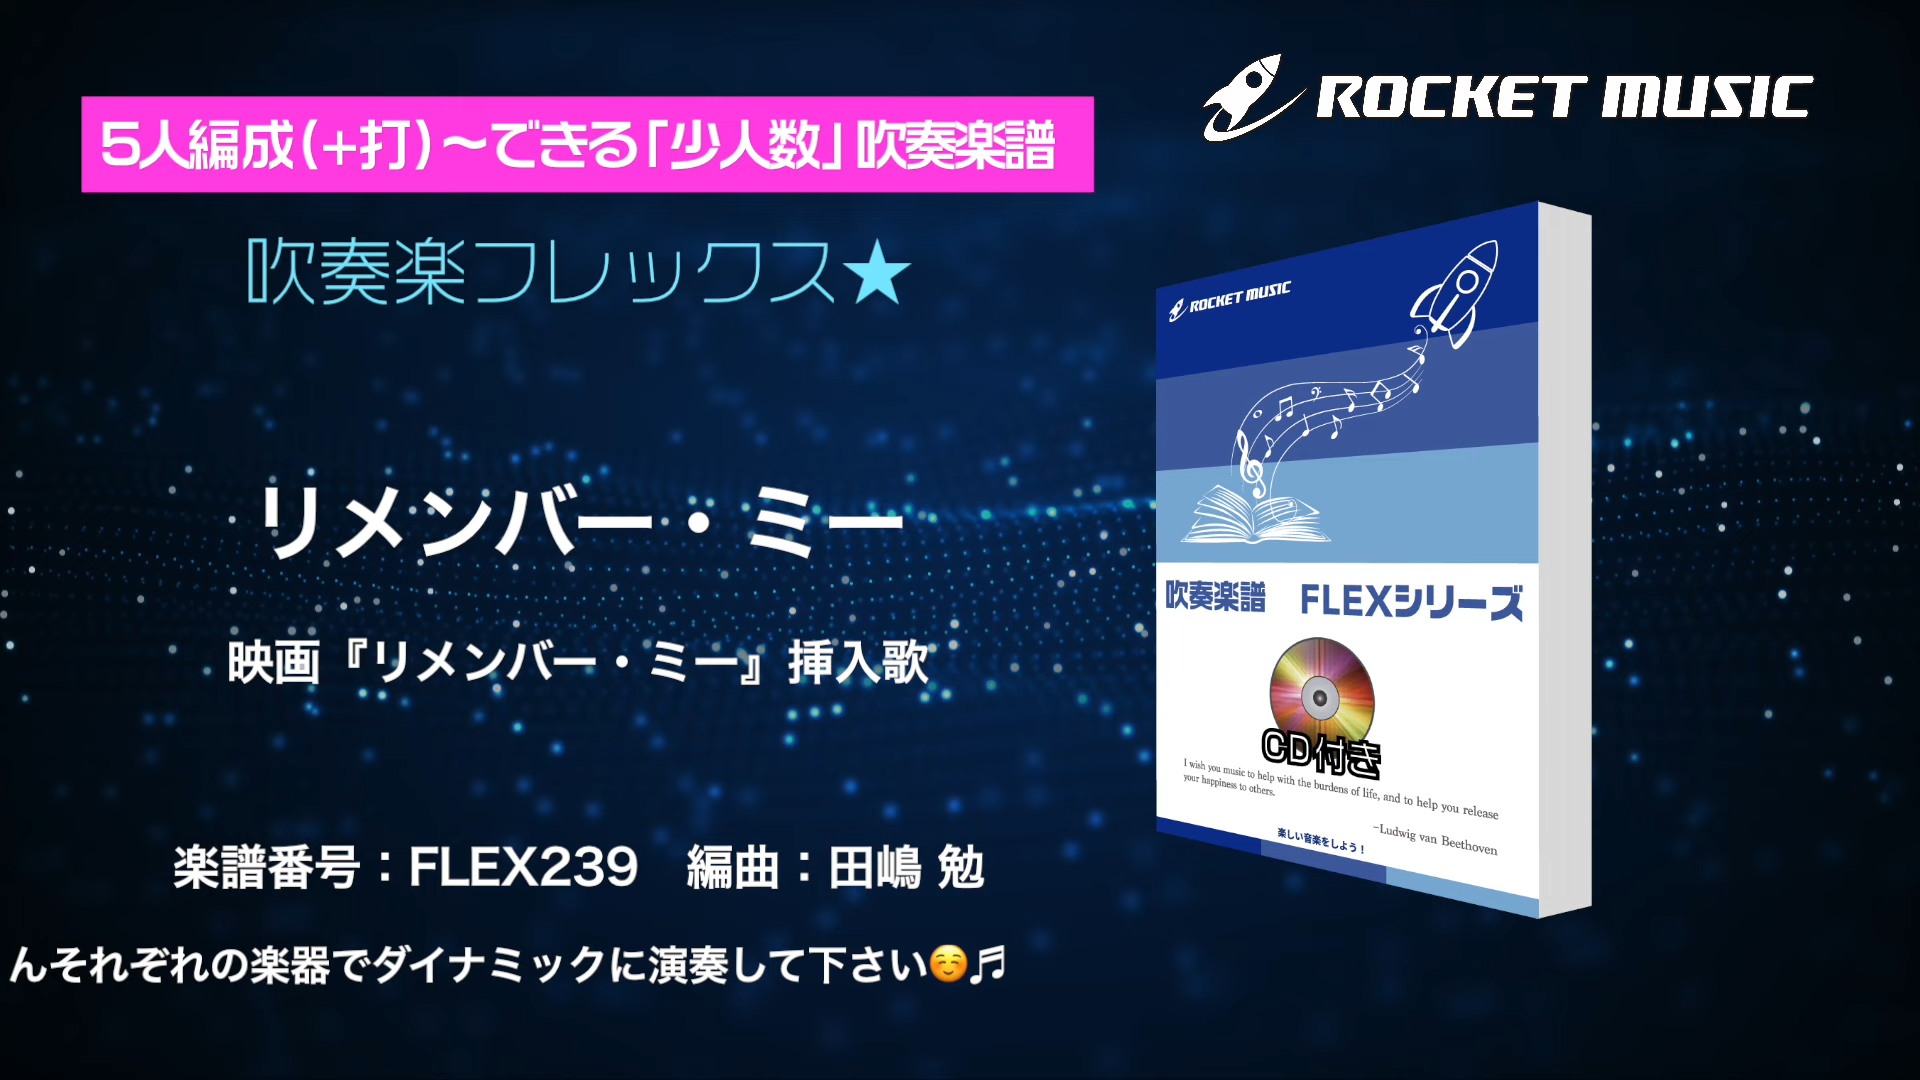 ROCKET MUSIC
5人編成(+打)～できる「少人数」吹奏楽譜
吹奏楽フレックス★
リメンバー・ミー
映画『リメンバー・ミー』挿入歌
楽譜番号：FLEX239　編曲：田嶋 勉
んそれぞれの楽器でダイナミックに演奏して下さい☺️🎵
ROCKET MUSIC
吹奏楽譜　FLEXシリーズ
CD付き
I wish you music to help with the burdens of life, and to help you release
your happiness to others.
–Ludwig van Beethoven
楽しい音楽をしよう！